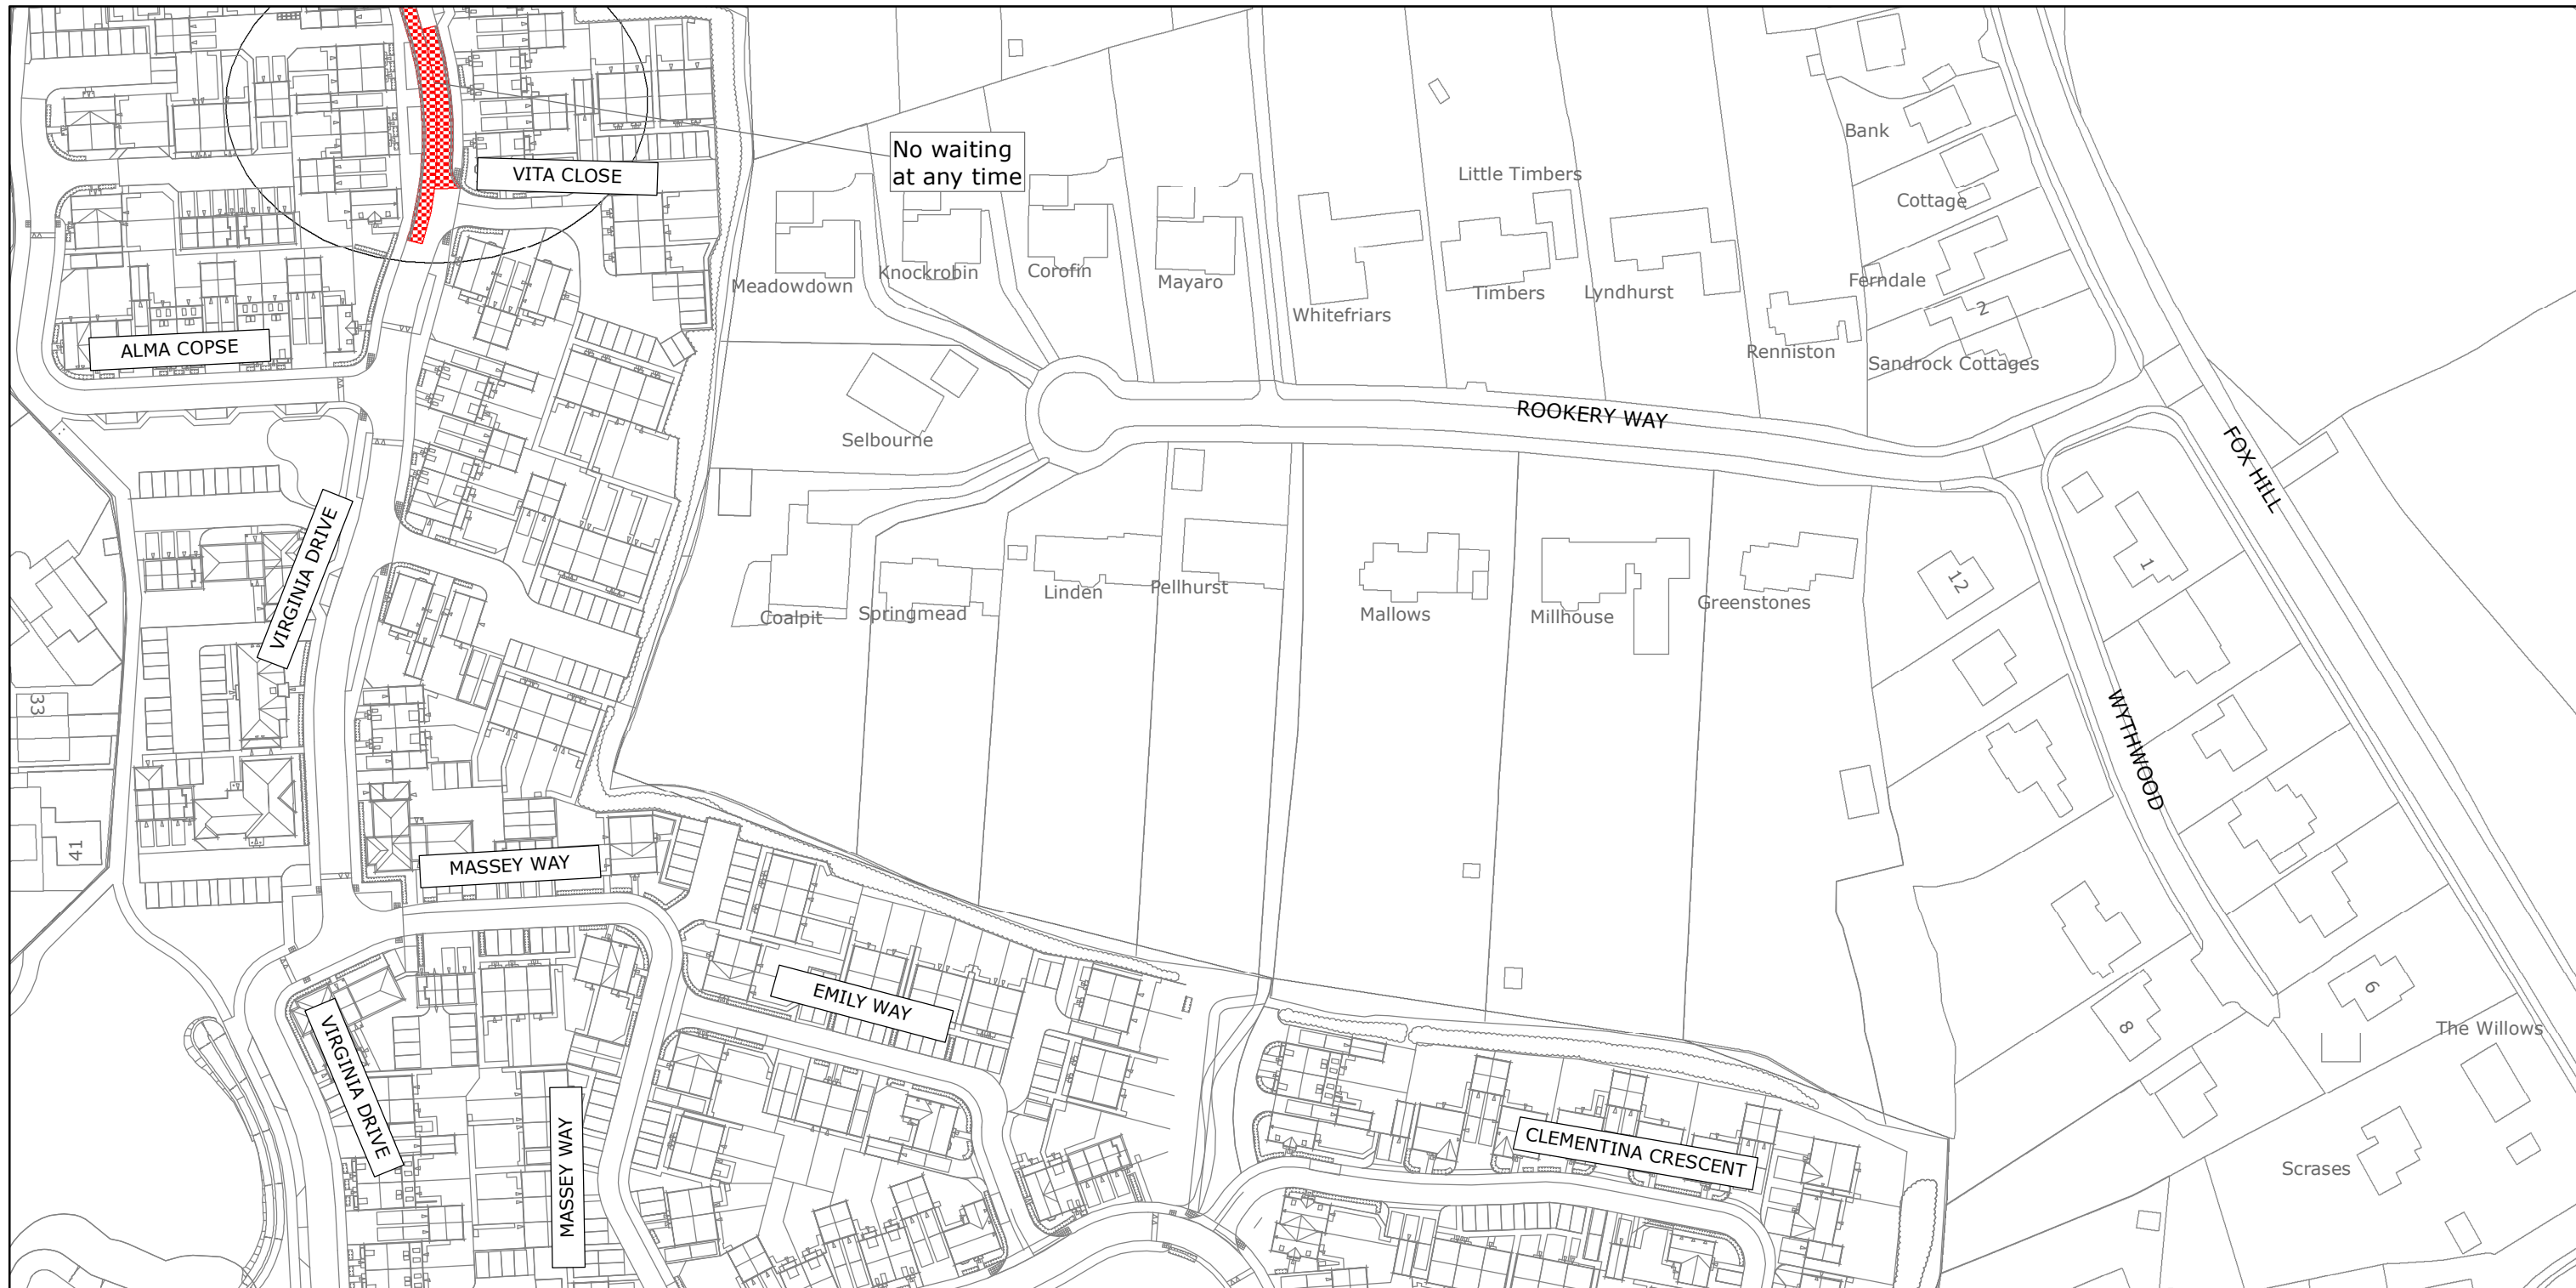 Bank
No waiting
at any time
VITA CLOSE
Little Timbers
Cottage
Meadowdown
Knockrobin
Corofin
Mayaro
Whitefriars
Timbers
Lyndhurst
Ferndale
2
Renniston
Sandrock Cottages
ALMA COPSE
ROOKERY WAY
Selbourne
FOX HILL
VIRGINIA DRIVE
Coalpit
Springmead
Linden
Pellhurst
Mallows
Millhouse
Greenstones
12
1
33
WYTHWOOD
41
MASSEY WAY
EMILY WAY
6
8
The Willows
VIRGINIA DRIVE
MASSEY WAY
CLEMENTINA CRESCENT
Scrases